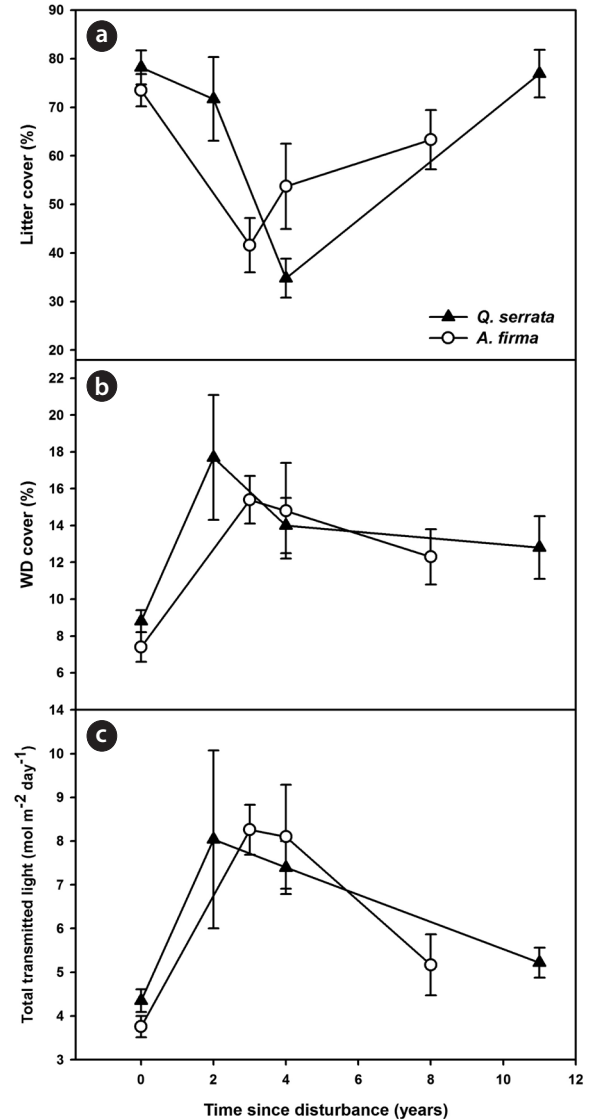 a
90
80
70
60
50
40
30
20
Litter cover (%)
Q. serrata
A. firma
b
22
20
18
16
14
12
10
8
6
WD cover (%)
c
14
10
9
8
7
6
5
4
3
Total transmitted light (mol m-2 day-1)
0 2 4 6 8 10 12
Time since disturbance (years)